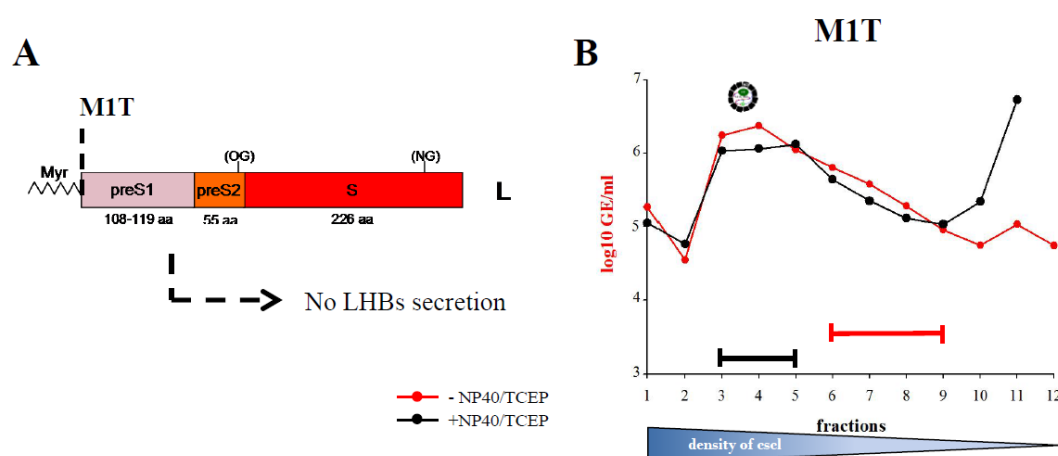 A
M1T
Myr
(OG)
(NG)
preS1
preS2
S
L
108-119 aa
55 aa
226 aa
No LHBs secretion
- NP40/TCEP
+NP40/TCEP
M1T
B
log10 GE/ml
7
6
5
4
3
1 2 3 4 5 6 7 8 9 10 11 12
fractions
density of cscl